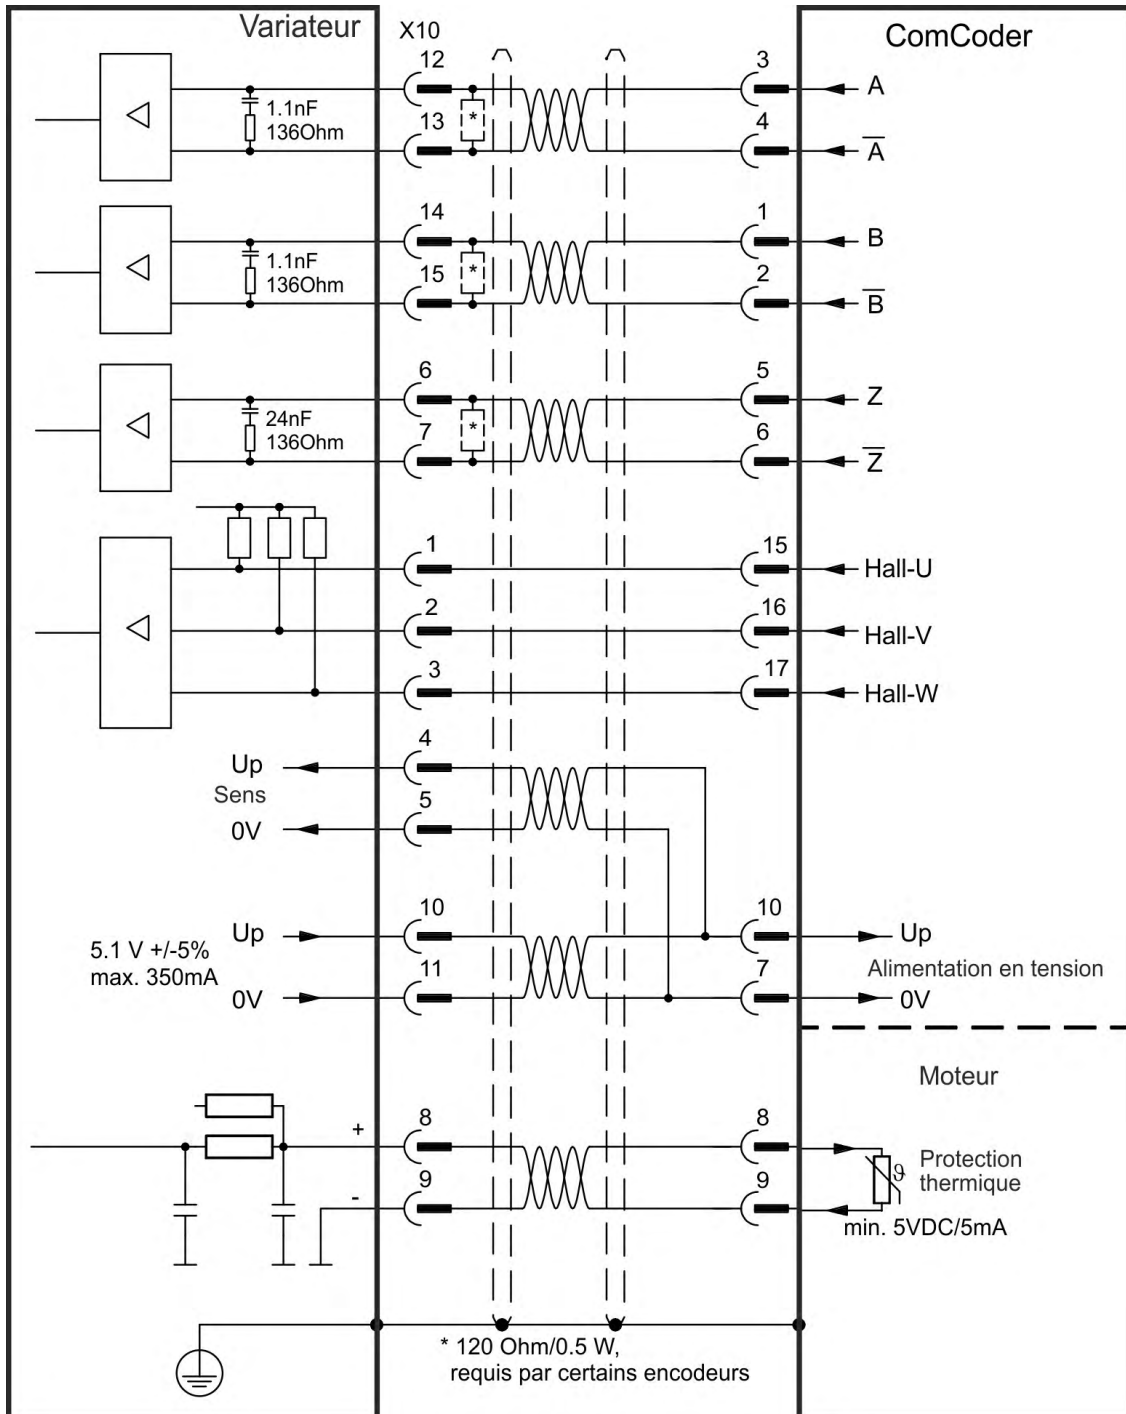 Variateur
X10
ComCoder
12
3
A
1.1nF
136Ohm
*
13
4
A̅
14
1
B
1.1nF
136Ohm
*
15
2
B̅
6
5
Z
24nF
136Ohm
*
7
6
Z̅
1
15
Hall-U
2
16
Hall-V
3
17
Hall-W
4
Up
Sens
5
0V
10
10
Up
Up
5.1 V +/-5%
max. 350mA
Alimentation en tension
11
7
0V
0V
Moteur
8
8
+
Protection
thermique
ϑ
9
9
-
min. 5VDC/5mA
* 120 Ohm/0.5 W,
requis par certains encodeurs